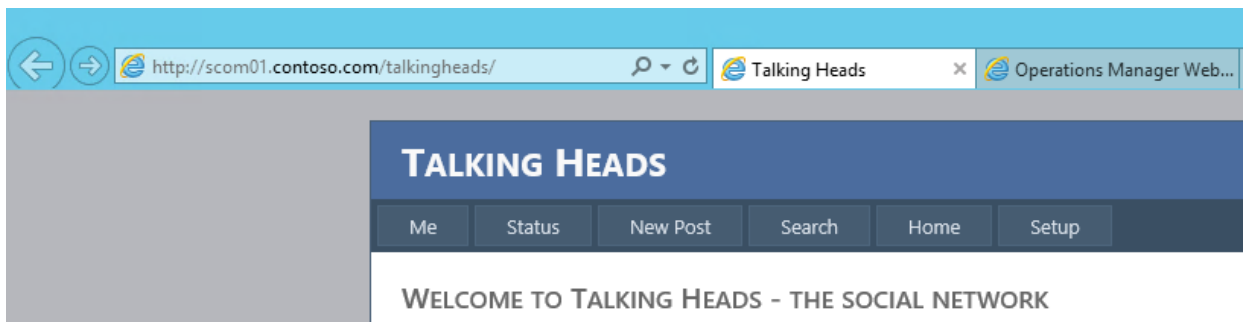 http://scom01.contoso.com/talkingheads/ Talking Heads Operations Manager Web...
TALKING HEADS
Me Status New Post Search Home Setup
WELCOME TO TALKING HEADS - THE SOCIAL NETWORK